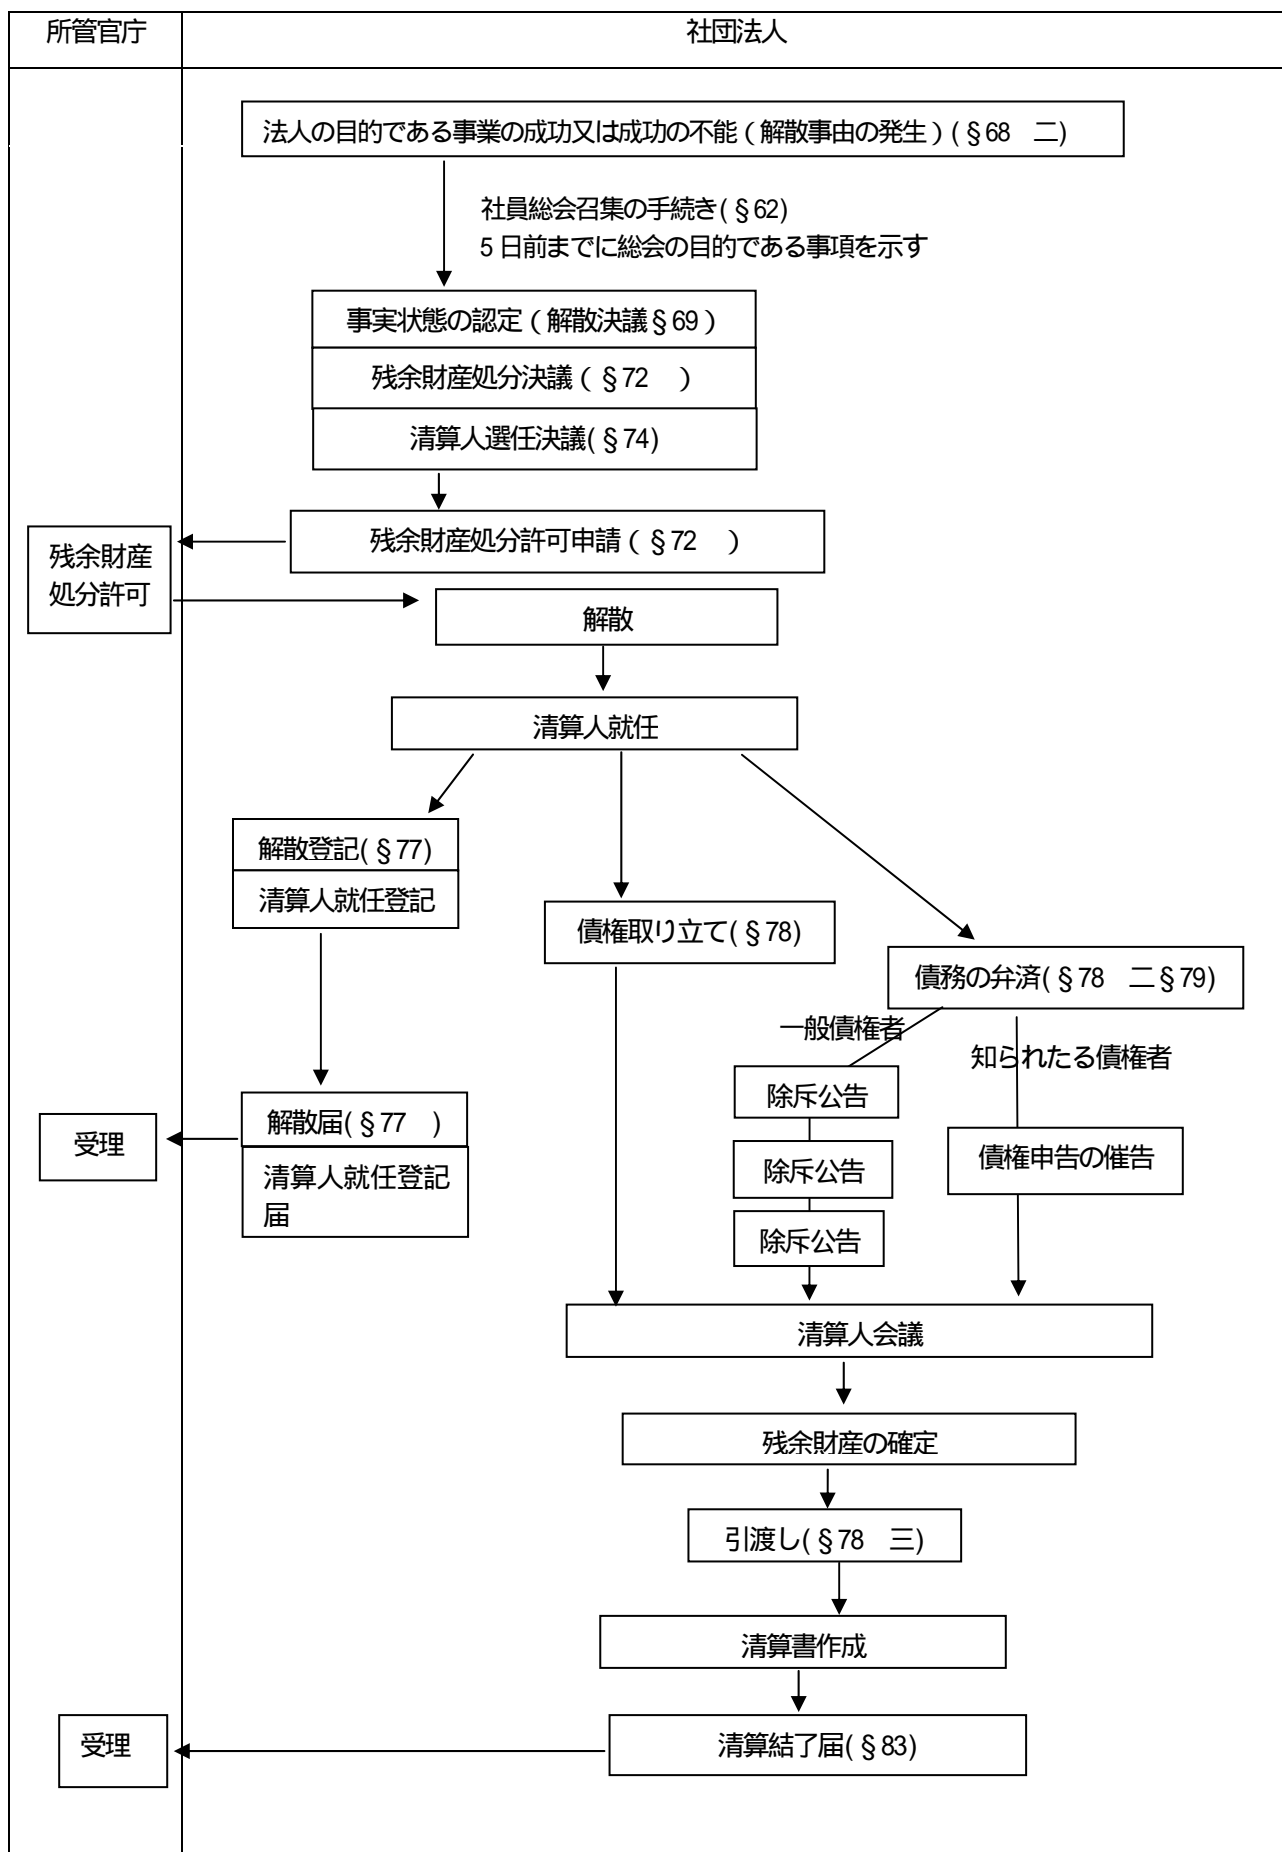 所管官庁
社団法人
法人の目的である事業の成功又は成功の不能（解散事由の発生）(§68　二)
社員総会召集の手続き(§62)
5日前までに総会の目的である事項を示す
事実状態の認定（解散決議§69）
残余財産処分決議（§72　）
清算人選任決議(§74)
残余財産処分許可申請（§72　）
残余財産
処分許可
解散
清算人就任
解散登記(§77)
清算人就任登記
債権取り立て(§78)
債務の弁済(§78　二§79)
一般債権者
知られたる債権者
除斥公告
解散届(§77　)
受理
債権申告の催告
除斥公告
清算人就任登記
届
除斥公告
清算人会議
残余財産の確定
引渡し(§78　三)
清算書作成
受理
清算結了届(§83)